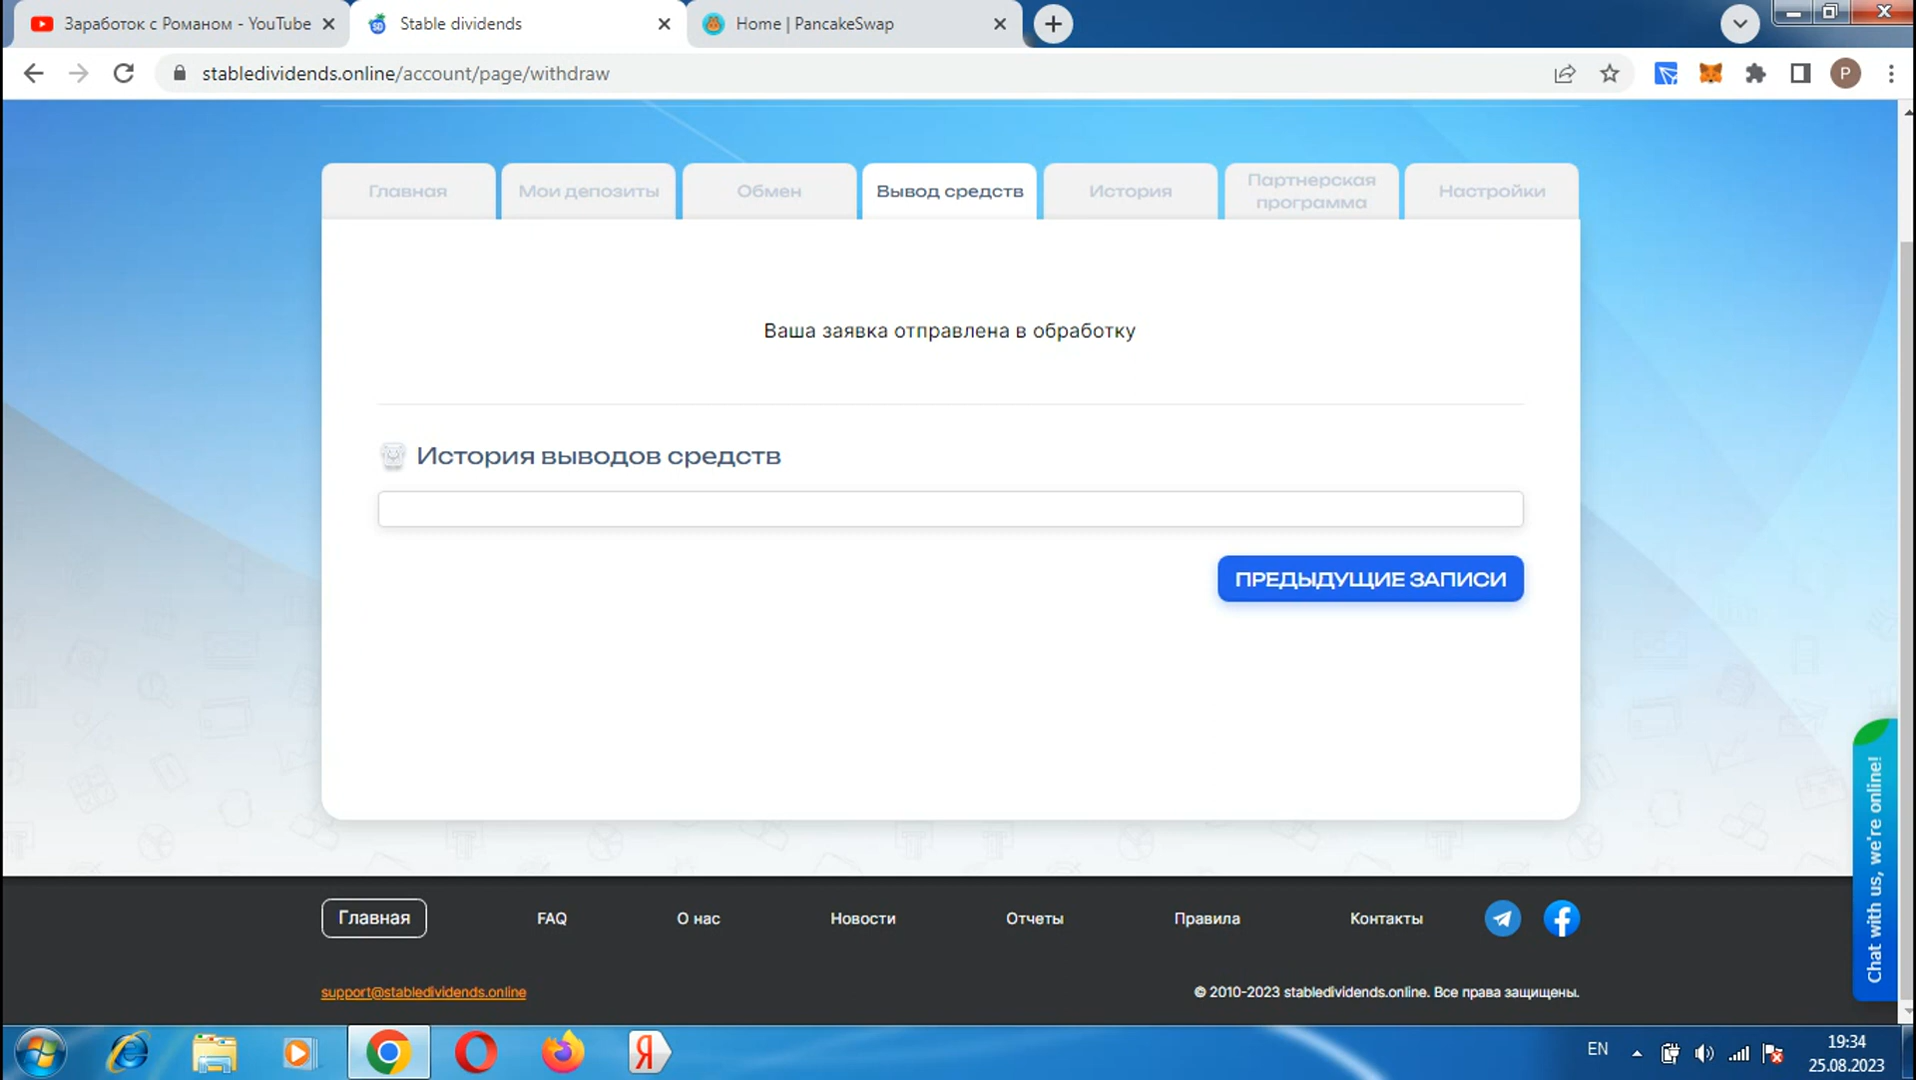 Заработок с Романом - YouTube
Stable dividends
Home | PancakeSwap
stabledividends.online/account/page/withdraw
P
Главная
Мои депозиты
Обмен
Вывод средств
История
Партнерская
программа
Настройки
Ваша заявка отправлена в обработку
История выводов средств
ПРЕДЫДУЩИЕ ЗАПИСИ
Chat with us, we're online!
Главная
FAQ
О нас
Новости
Отчеты
Правила
Контакты
support@stabledividends.online
© 2010-2023 stabledividends.online. Все права защищены.
EN
19:34
25.08.2023